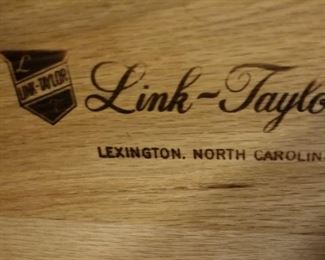 L
LINK-TAYLOR
Link-Taylo
LEXINGTON, NORTH CAROLIN